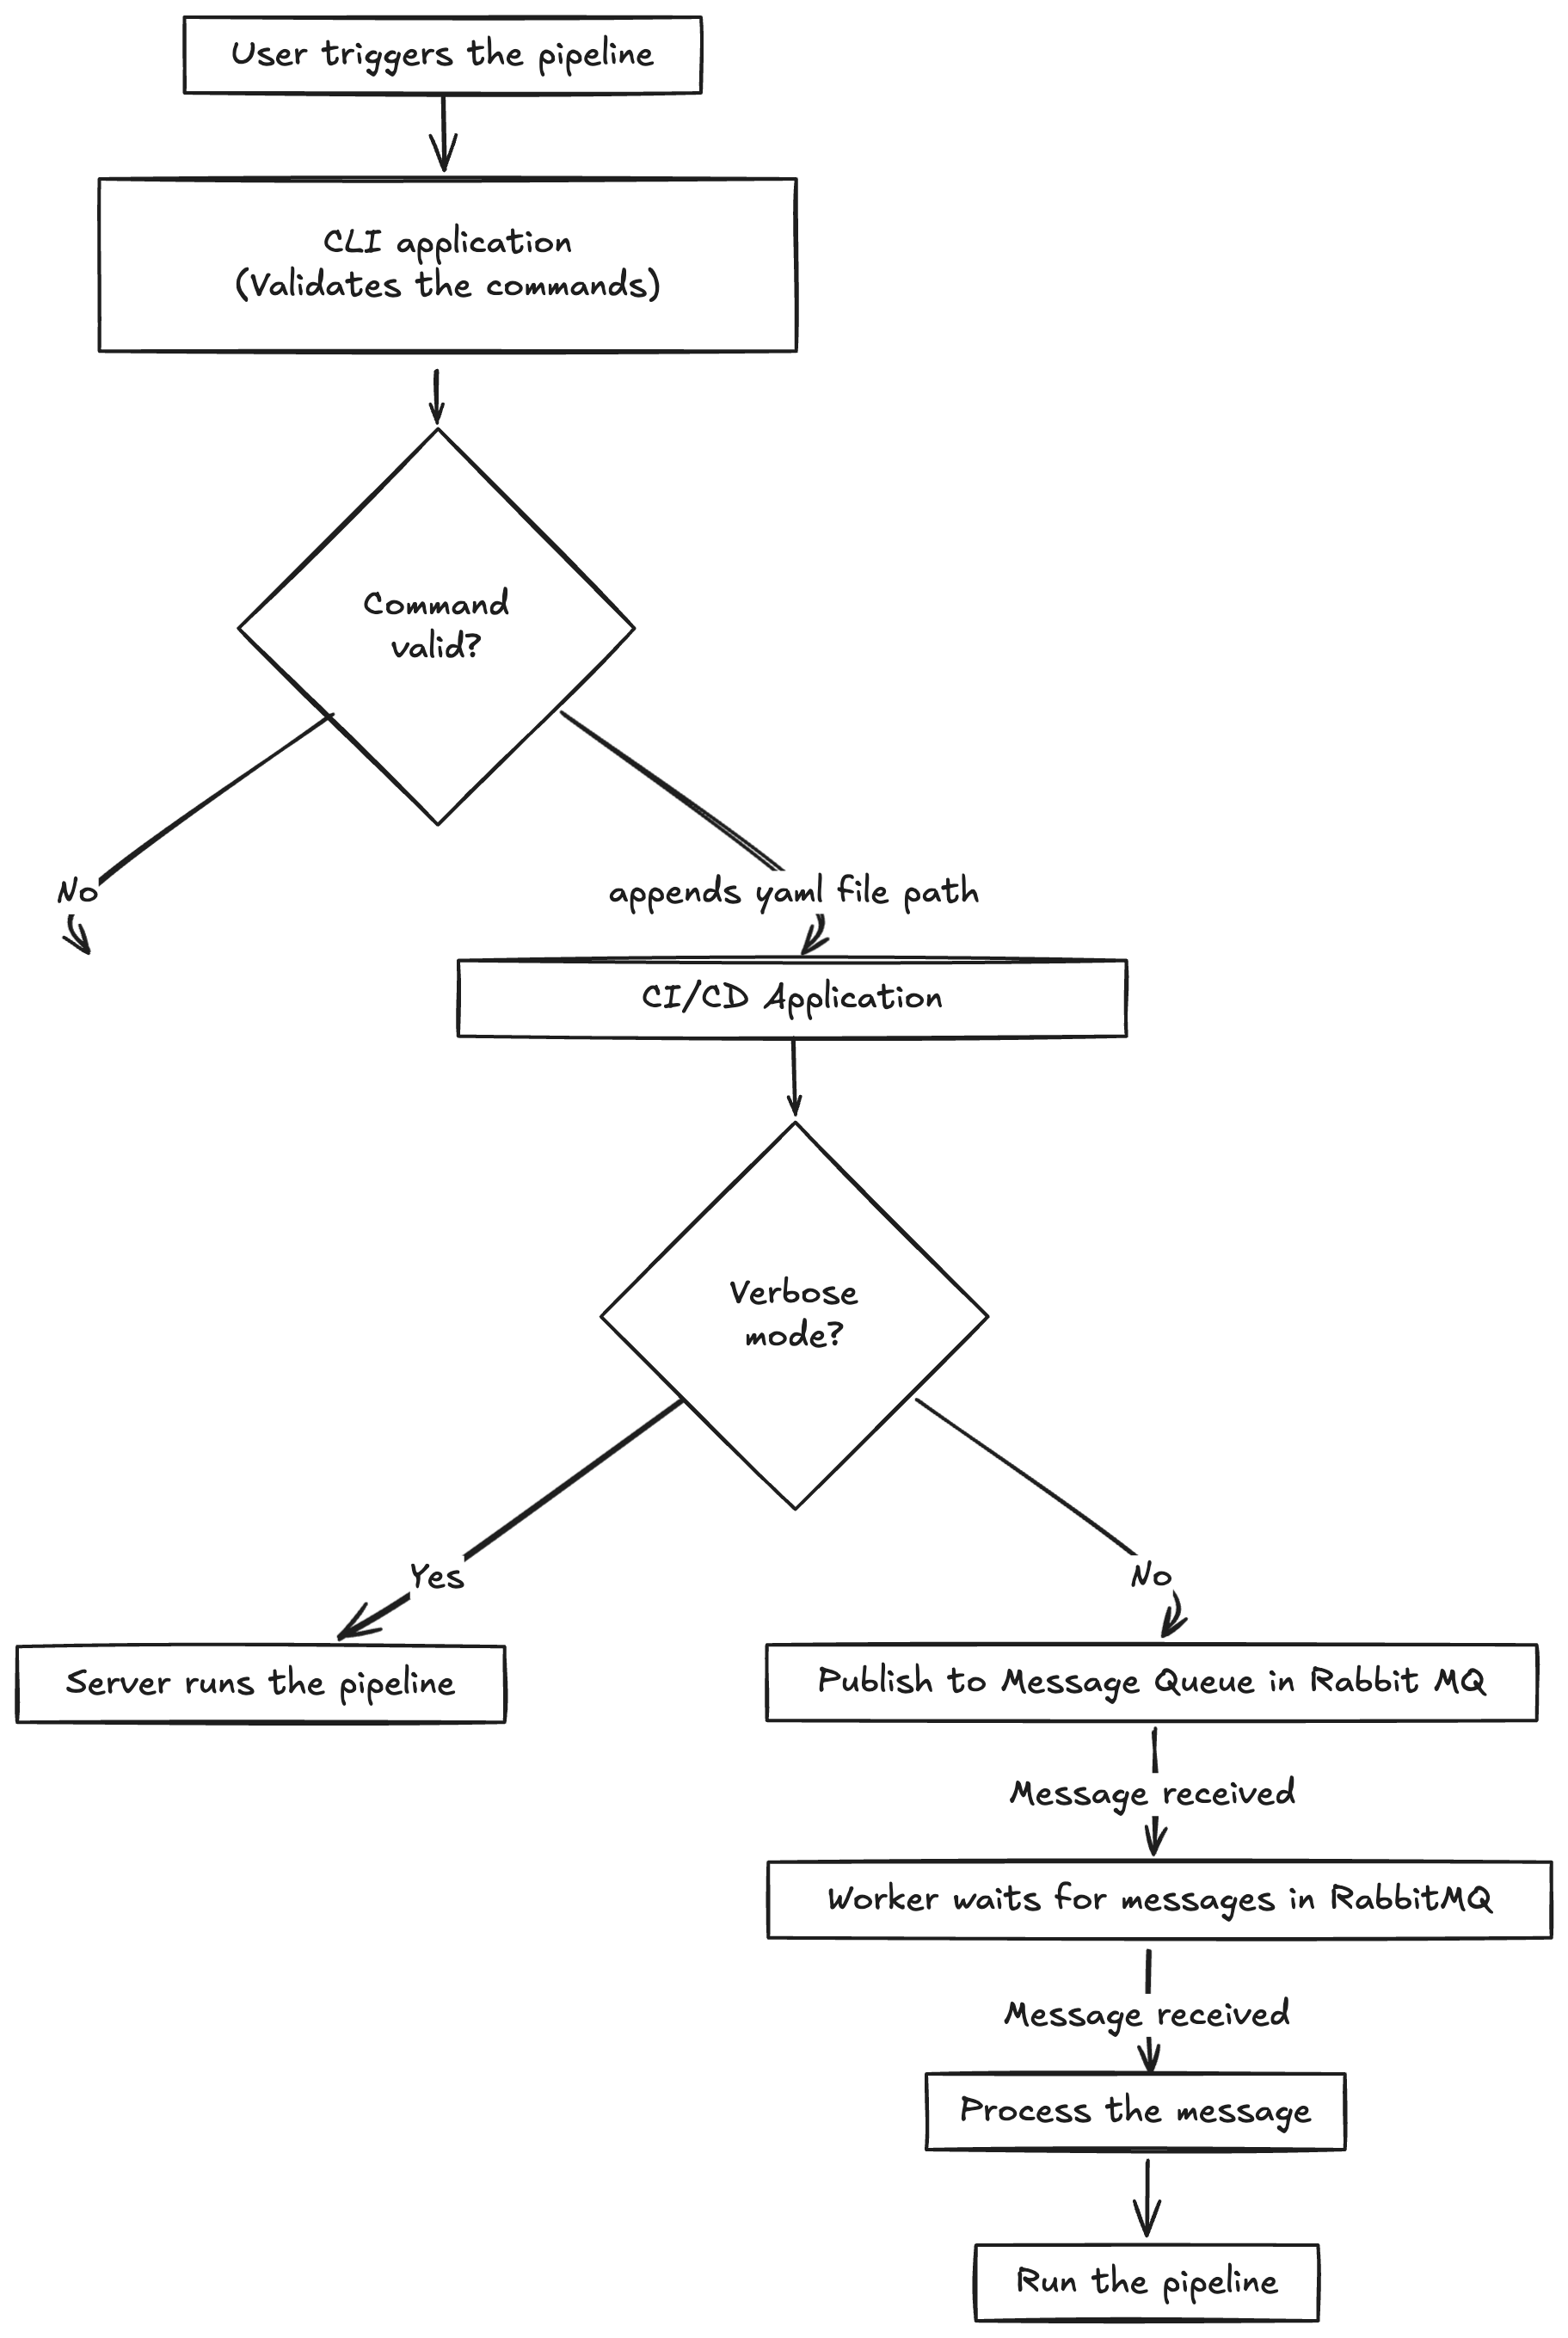 User triggers the pipeline
CLI application
(Validates the commands)
Command
valid?
No
appends yaml file path
CI/CD Application
Verbose
mode?
Yes
No
Server runs the pipeline
Publish to Message Queue in Rabbit MQ
Message received
Worker waits for messages in RabbitMQ
Message received
Process the message
Run the pipeline